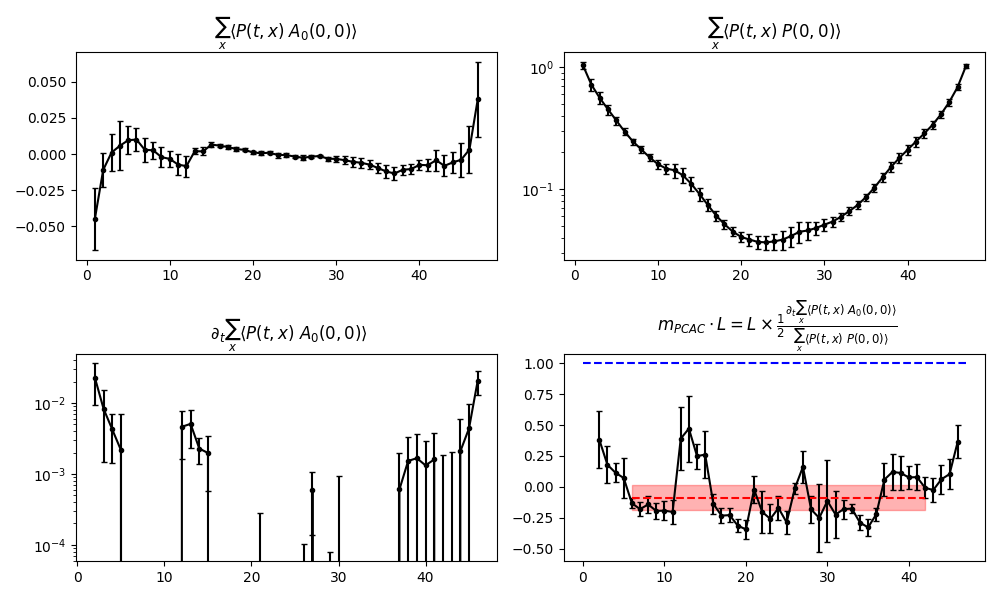 ∑ₓ⟨P(t, x) A₀(0, 0)⟩
0.050
0.025
0.000
−0.025
−0.050
0 10 20 30 40
∑ₓ⟨P(t, x) P(0, 0)⟩
10⁰
10⁻¹
0 10 20 30 40
∂ₜ∑ₓ⟨P(t, x) A₀(0, 0)⟩
10⁻²
10⁻³
10⁻⁴
0 10 20 30 40
m_PCAC · L = L × 1/2 ∂ₜ∑ₓ⟨P(t, x) A₀(0, 0)⟩ / ∑ₓ⟨P(t, x) P(0, 0)⟩
1.00
0.75
0.50
0.25
0.00
−0.25
−0.50
0 10 20 30 40